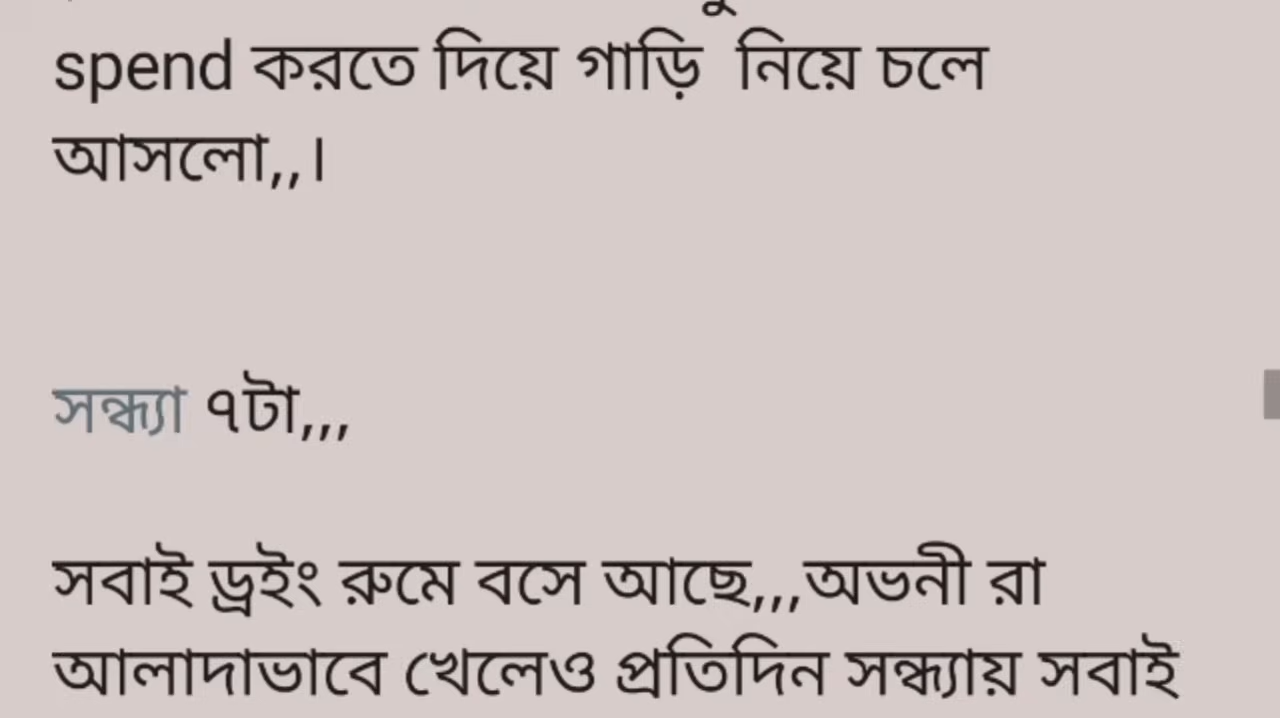 spend করতে দিয়ে গাড়ি নিয়ে চলে
আসলো,,।
সন্ধ্যা ৭টা,,,
সবাই ড্রইং রুমে বসে আছে,,,অভনী রা
আলাদাভাবে খেলেও প্রতিদিন সন্ধ্যায় সবাই